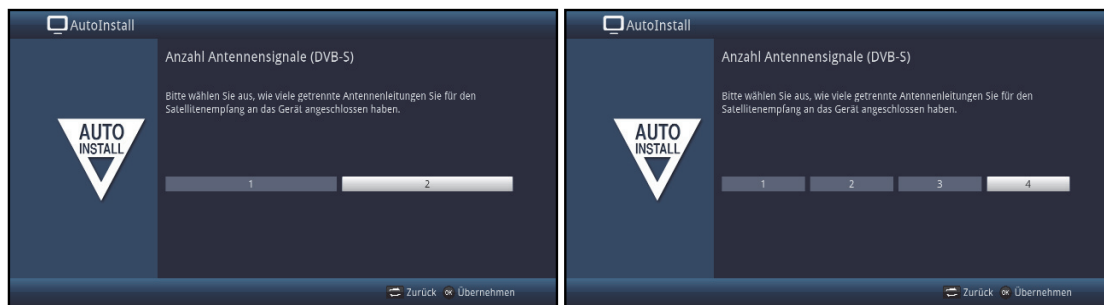 AutoInstall
Anzahl Antennensignale (DVB-S)
Bitte wählen Sie aus, wie viele getrennte Antennenleitungen Sie für den
Satellitenempfang an das Gerät angeschlossen haben.
AUTO
INSTALL
1 2
Zurück OK Übernehmen
AutoInstall
Anzahl Antennensignale (DVB-S)
Bitte wählen Sie aus, wie viele getrennte Antennenleitungen Sie für den
Satellitenempfang an das Gerät angeschlossen haben.
AUTO
INSTALL
1 2 3 4
Zurück OK Übernehmen